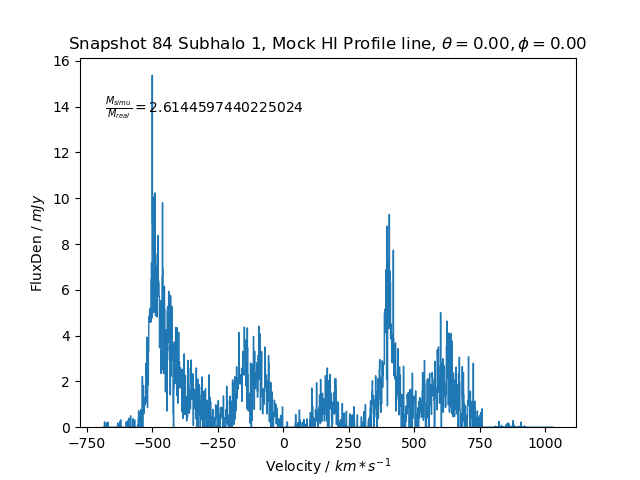 Snapshot 84 Subhalo 1, Mock HI Profile line, θ = 0.00, ϕ = 0.00
16
14
12
10
8
6
4
2
0
FluxDen / mJy
M_simu/M_real = 2.6144597440225024
−750 −500 −250 0 250 500 750 1000
Velocity / km * s⁻¹